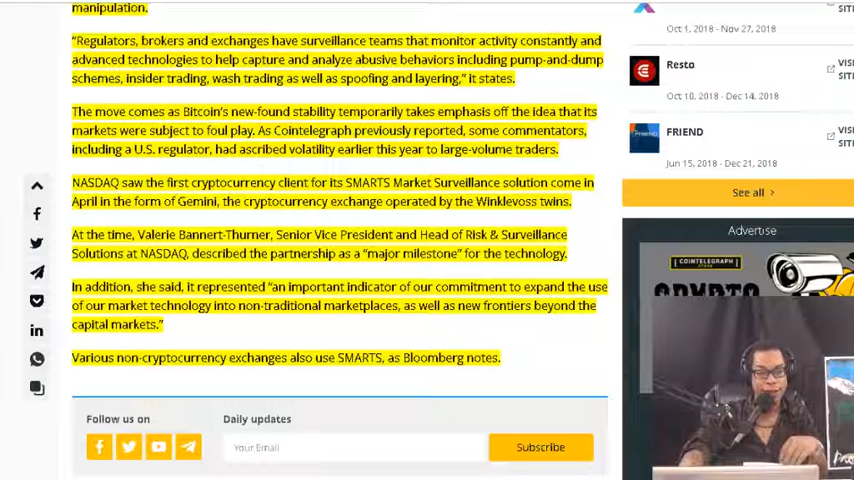 manipulation.
“Regulators, brokers and exchanges have surveillance teams that monitor activity constantly and
advanced technologies to help capture and analyze abusive behaviors including pump-and-dump
schemes, insider trading, wash trading as well as spoofing and layering,” it states.
The move comes as Bitcoin’s new-found stability temporarily takes emphasis off the idea that its
markets were subject to foul play. As Cointelegraph previously reported, some commentators,
including a U.S. regulator, had ascribed volatility earlier this year to large-volume traders.
NASDAQ saw the first cryptocurrency client for its SMARTS Market Surveillance solution come in
April in the form of Gemini, the cryptocurrency exchange operated by the Winklevoss twins.
At the time, Valerie Bannert-Thurner, Senior Vice President and Head of Risk & Surveillance
Solutions at NASDAQ, described the partnership as a “major milestone” for the technology.
In addition, she said, it represented “an important indicator of our commitment to expand the use
of our market technology into non-traditional marketplaces, as well as new frontiers beyond the
capital markets.”
Various non-cryptocurrency exchanges also use SMARTS, as Bloomberg notes.
Follow us on
Daily updates
Your Email
Subscribe
Oct 1, 2018 - Nov 27, 2018
SIT
Resto
VIS
SIT
Oct 10, 2018 - Dec 14, 2018
FRIEND
VIS
SIT
Jun 15, 2018 - Dec 21, 2018
See all
Advertise
COINTELEGRAPH
CRYPTO